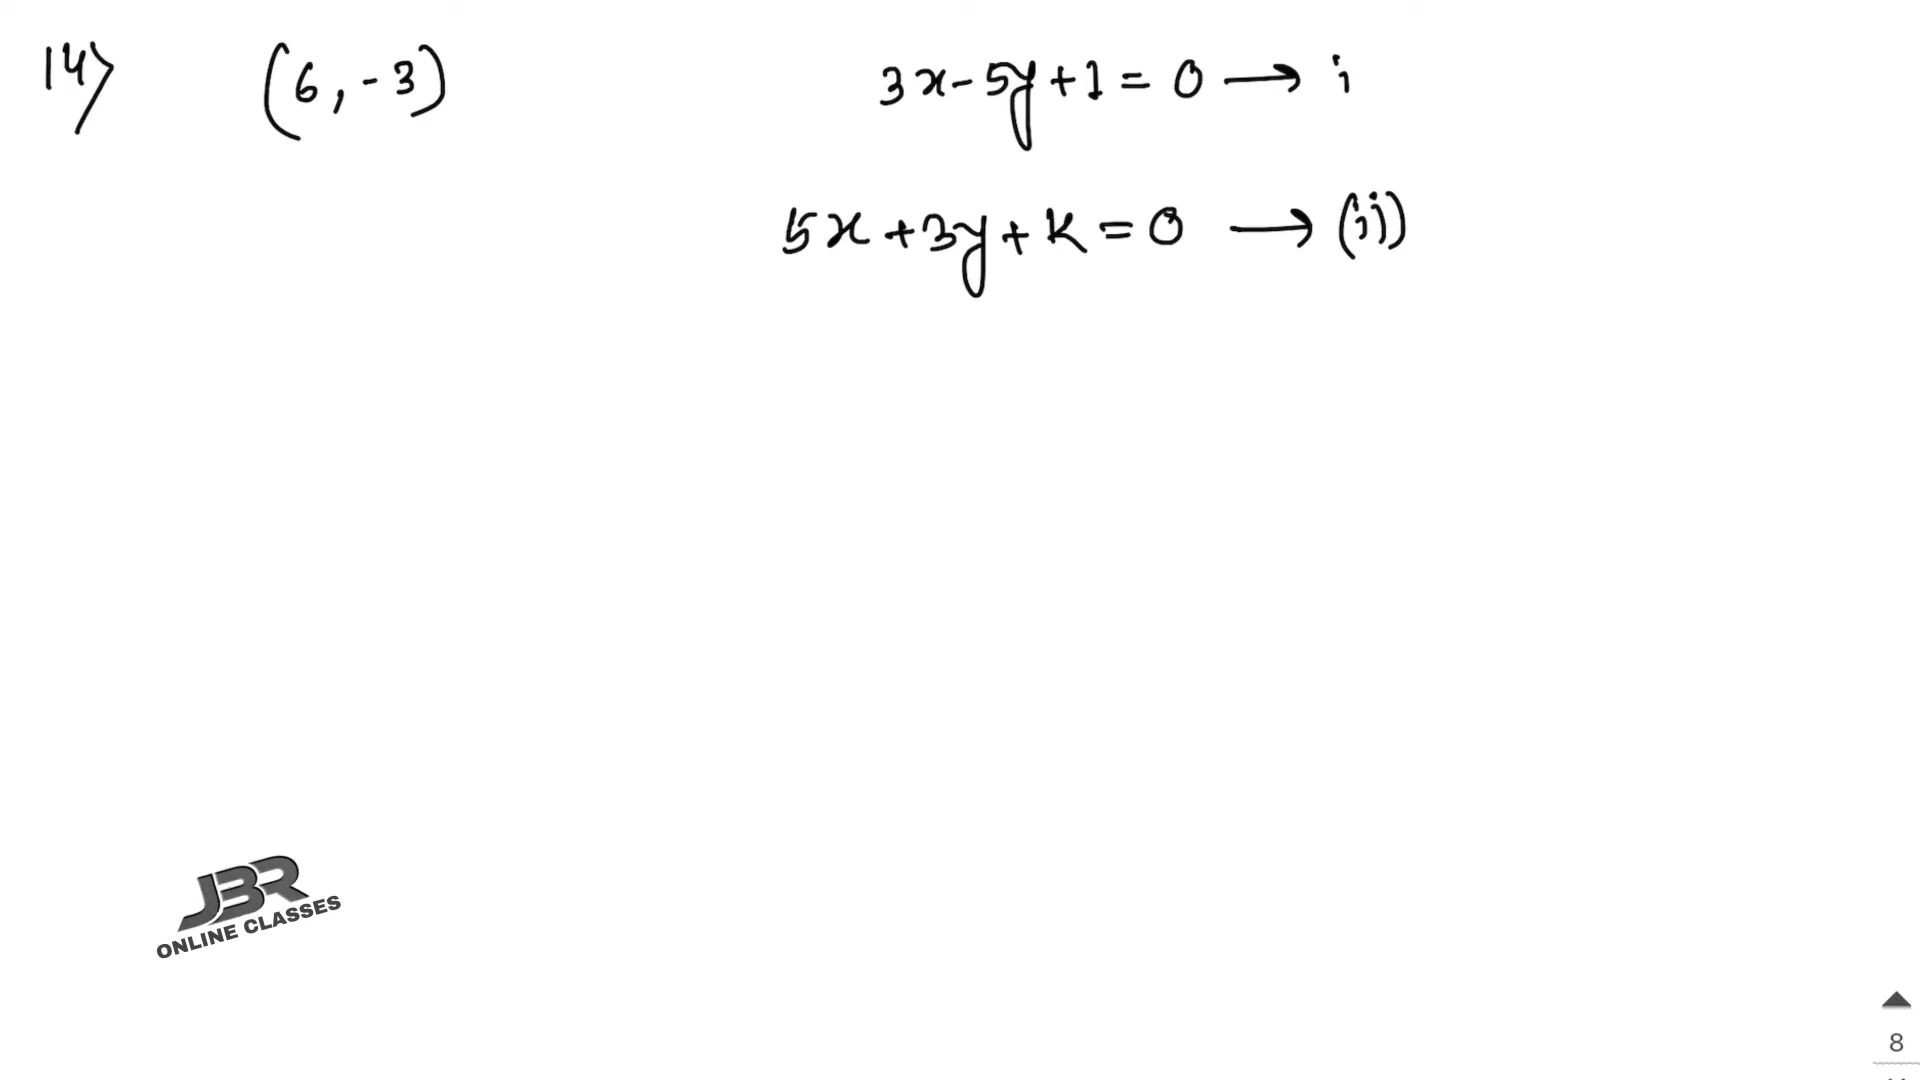 14> (6, -3) 3x - 5y + 1 = 0 ⟶ i
5x + 3y + k = 0 ⟶ (ii)
JBR
ONLINE CLASSES
8